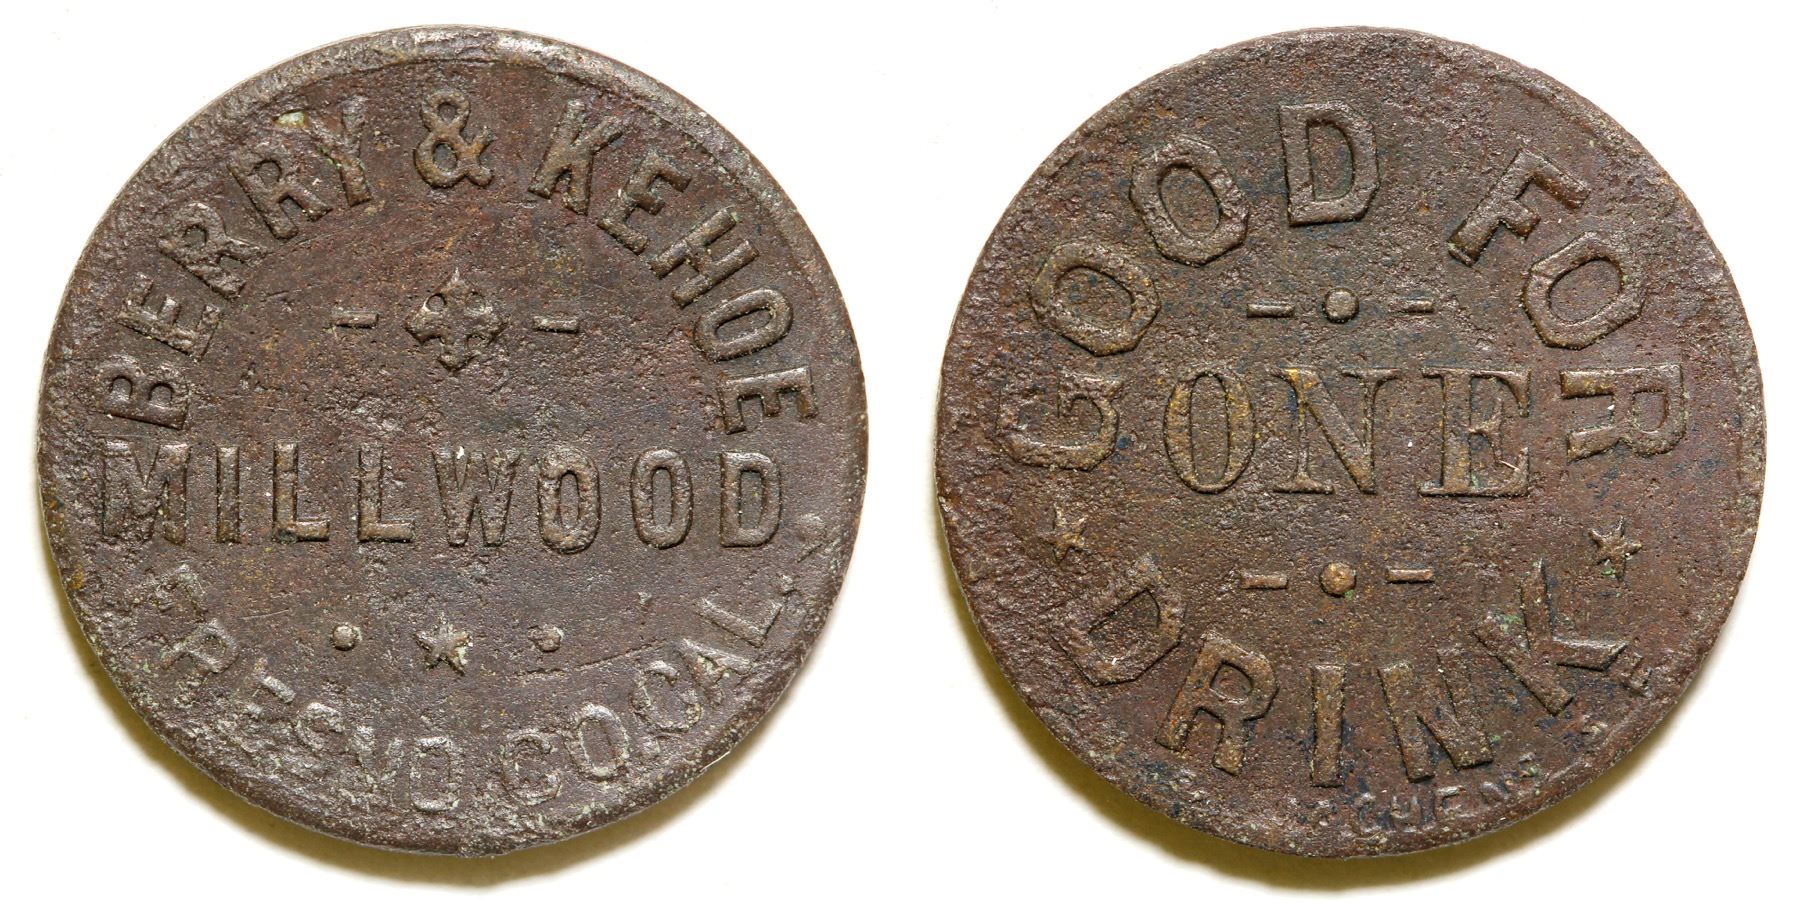 BERRY & KEHOE
MILLWOOD
FRESNO CO. CAL.
GOOD FOR
ONE
DRINK